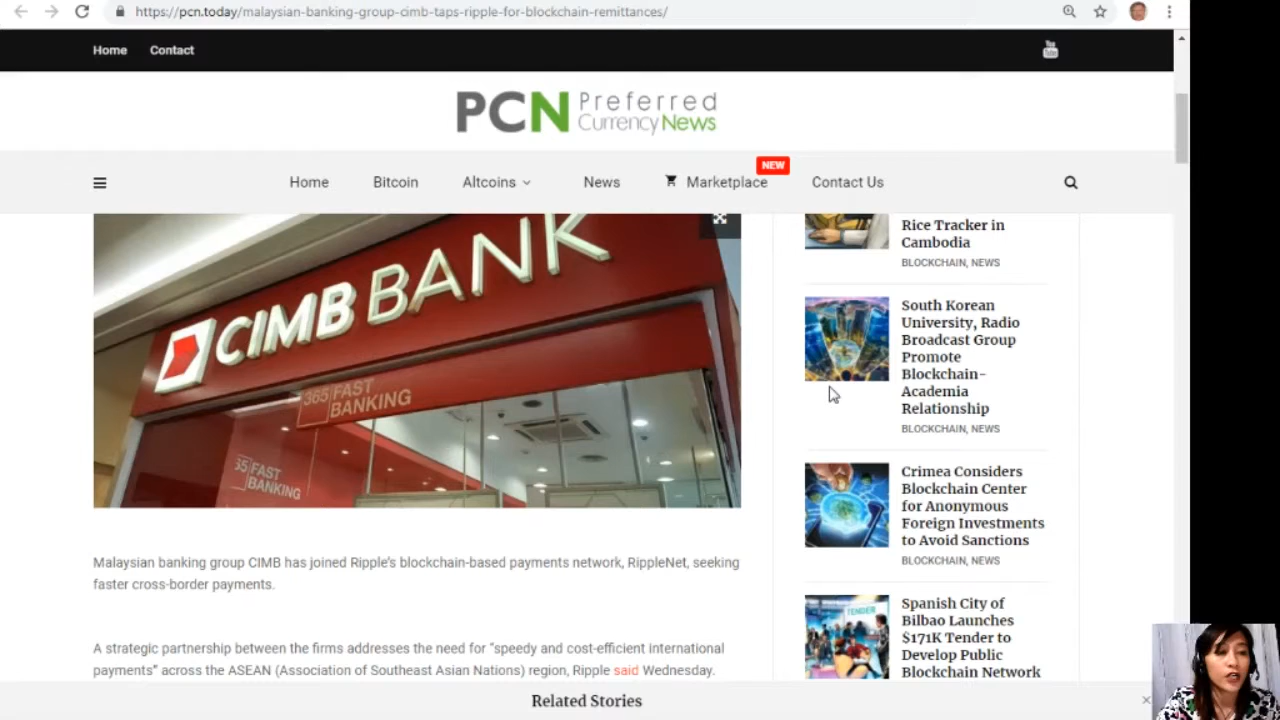 https://pcn.today/malaysian-banking-group-cimb-taps-ripple-for-blockchain-remittances/
Home Contact
You Tube
PCN Preferred
Currency News
NEW
Home Bitcoin Altcoins News Marketplace Contact Us
CIMB BANK
365 FAST
BANKING
65 FAST
BANKING
Malaysian banking group CIMB has joined Ripple's blockchain-based payments network, RippleNet, seeking
faster cross-border payments.
A strategic partnership between the firms addresses the need for "speedy and cost-efficient international
payments" across the ASEAN (Association of Southeast Asian Nations) region, Ripple said Wednesday.
Rice Tracker in
Cambodia
BLOCKCHAIN, NEWS
South Korean
University, Radio
Broadcast Group
Promote
Blockchain-
Academia
Relationship
BLOCKCHAIN, NEWS
Crimea Considers
Blockchain Center
for Anonymous
Foreign Investments
to Avoid Sanctions
BLOCKCHAIN, NEWS
TENDER
Spanish City of
Bilbao Launches
$171K Tender to
Develop Public
Blockchain Network
Related Stories